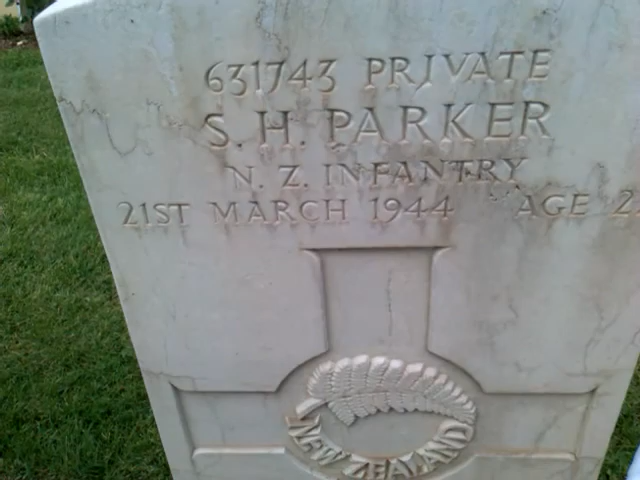 631743 PRIVATE
S. H. PARKER
N. Z. INFANTRY
21ST MARCH 1944 AGE
NEW ZEALAND